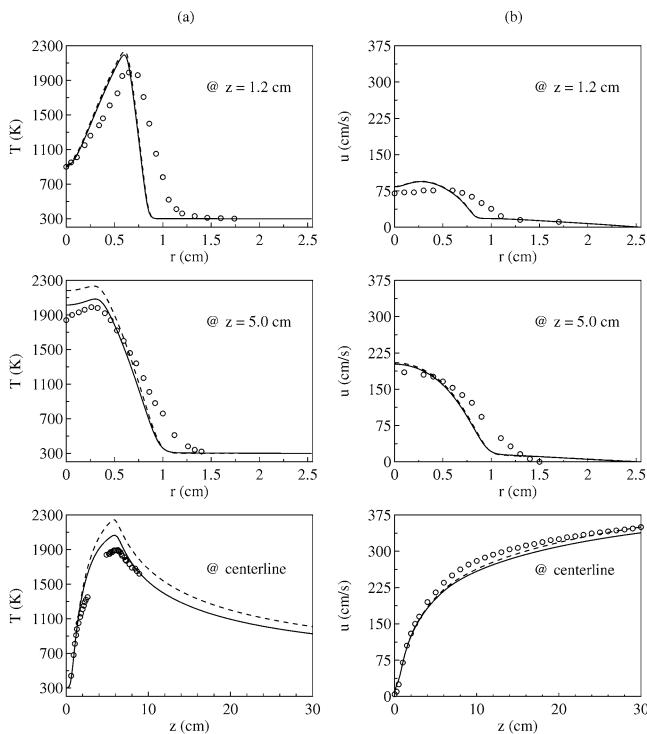 (a)
(b)
2300
1900
1500
1100
700
300
T (K)
@ z = 1.2 cm
0 0.5 1 1.5 2 2.5
r (cm)
375
300
225
150
75
0
u (cm/s)
@ z = 1.2 cm
0 0.5 1 1.5 2 2.5
r (cm)
2300
1900
1500
1100
700
300
T (K)
@ z = 5.0 cm
0 0.5 1 1.5 2 2.5
r (cm)
375
300
225
150
75
0
u (cm/s)
@ z = 5.0 cm
0 0.5 1 1.5 2 2.5
r (cm)
2300
1900
1500
1100
700
300
T (K)
@ centerline
0 10 20 30
z (cm)
375
300
225
150
75
0
u (cm/s)
@ centerline
0 10 20 30
z (cm)